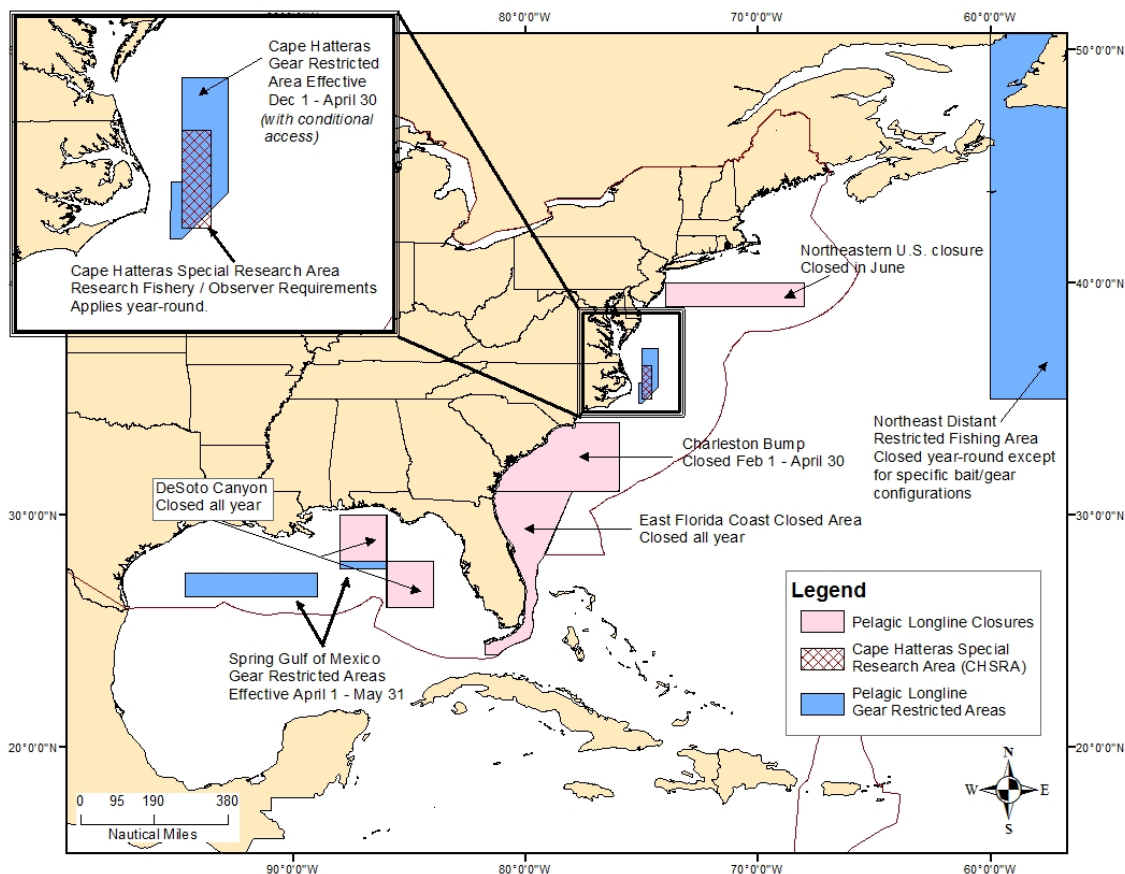 80°0'0"W
70°0'0"W
60°0'0"W
Cape Hatteras
Gear Restricted
Area Effective
Dec 1 - April 30
(with conditional
access)
Cape Hatteras Special Research Area
Research Fishery / Observer Requirements
Applies year-round.
50°0'0"N
Northeastern U.S. closure
Closed in June
40°0'0"N
Northeast Distant
Restricted Fishing Area
Closed year-round except
for specific bait/gear
configurations
Charleston Bump
Closed Feb 1 - April 30
DeSoto Canyon
Closed all year
30°0'0"N
30°0'0"N
East Florida Coast Closed Area
Closed all year
Spring Gulf of Mexico
Gear Restricted Areas
Effective April 1 - May 31
Legend
Pelagic Longline Closures
Cape Hatteras Special
Research Area (CHSRA)
Pelagic Longline
Gear Restricted Areas
20°0'0"N
20°0'0"N
N
W
E
S
0 95 190 380
Nautical Miles
90°0'0"W
80°0'0"W
70°0'0"W
60°0'0"W